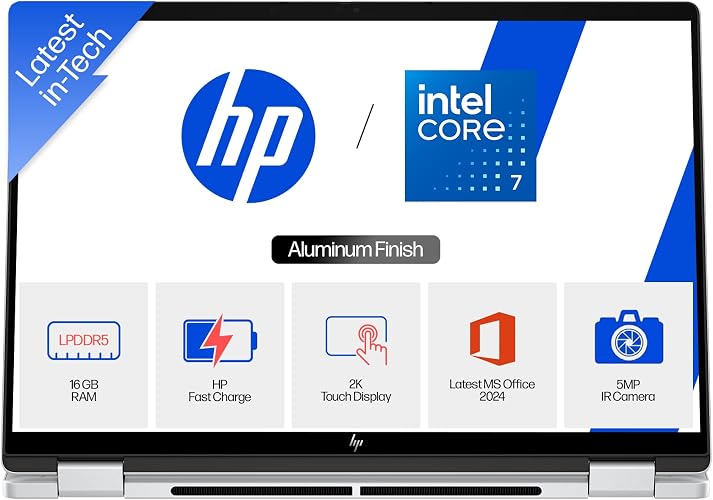 Latest
in-Tech
hp
intel
CORE
7
Aluminum Finish
LPDDR5
16 GB
RAM
HP
Fast Charge
2K
Touch Display
Latest MS Office
2024
5MP
IR Camera
hp